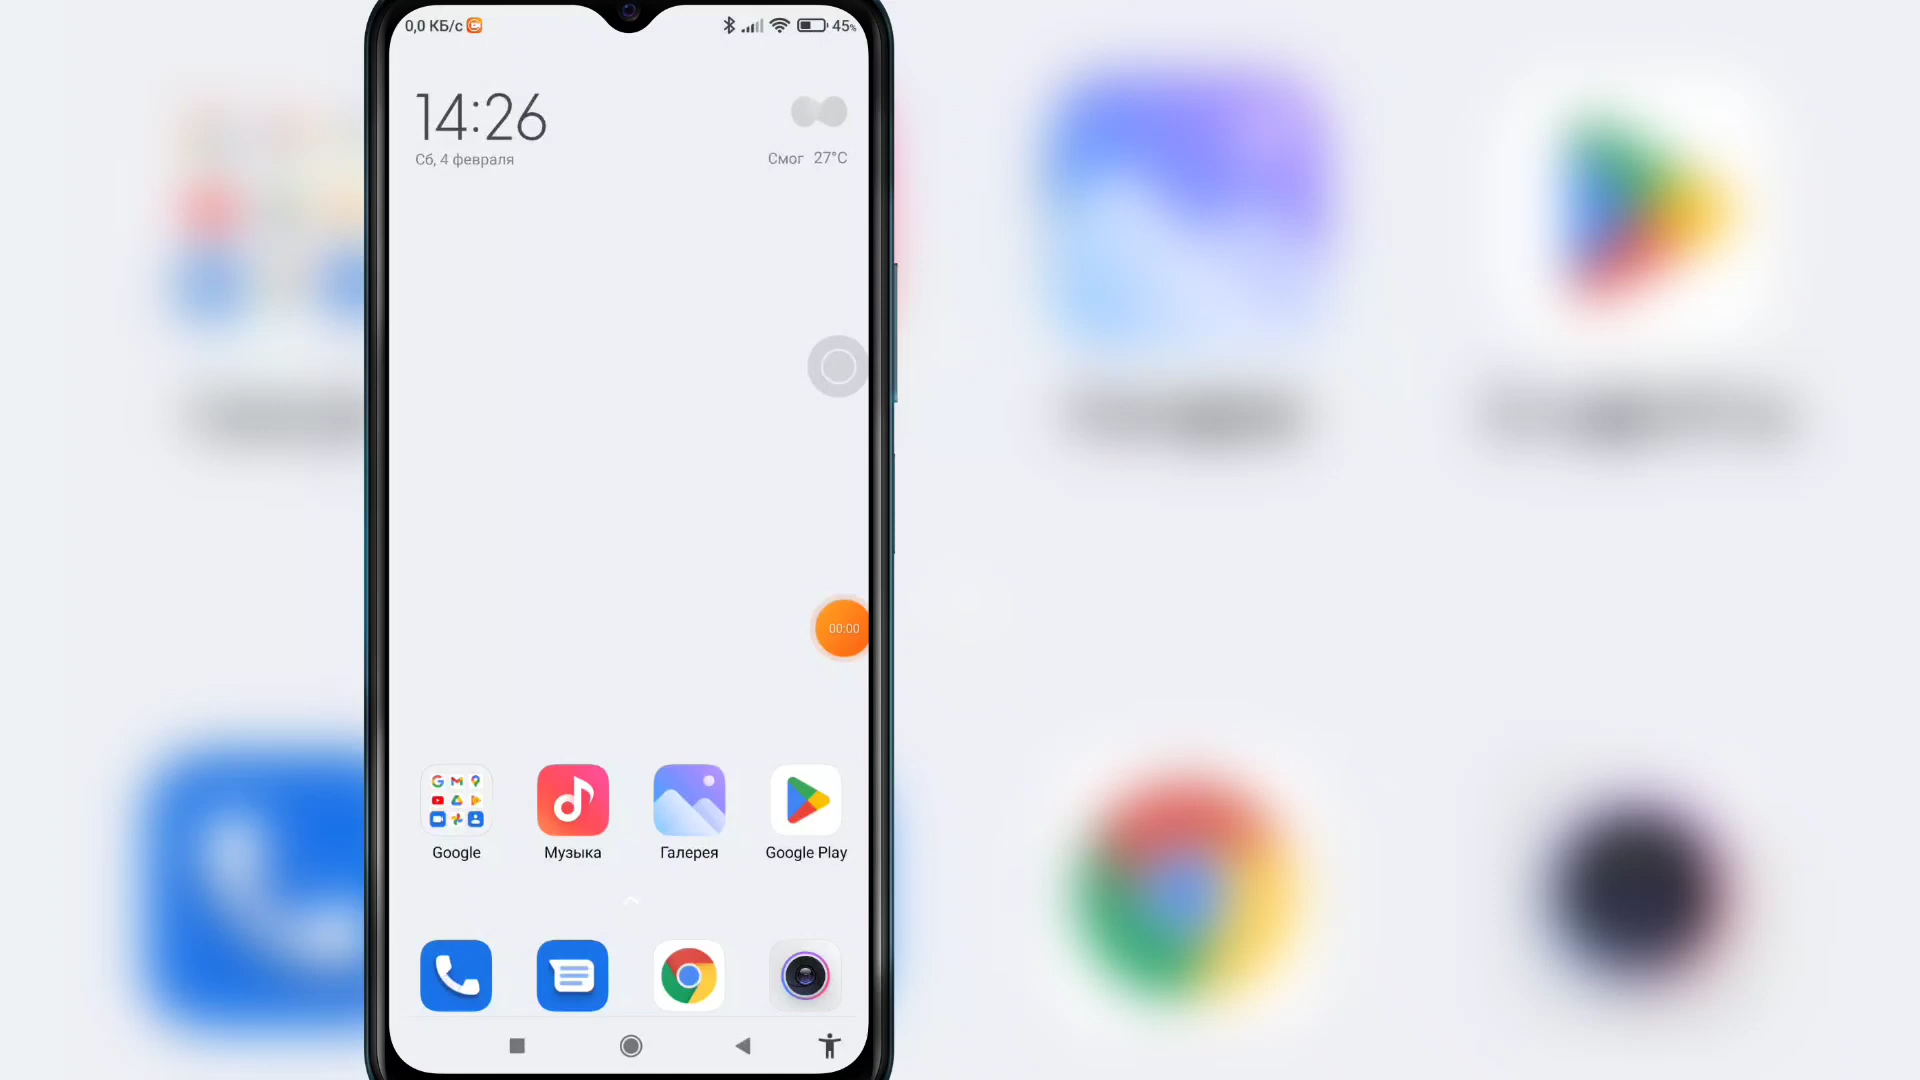 0,0 КБ/с 45%
14:26
Сб, 4 февраля
Смог 27°C
00:00
Google Музыка Галерея Google Play